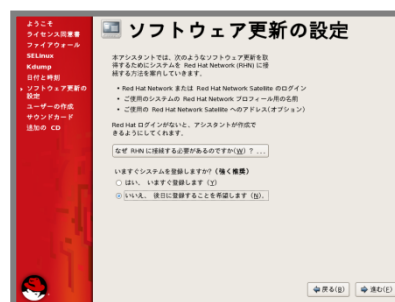 ようこそ
ライセンス同意書
ファイアウォール
SELinux
Kdump
日付と時刻
ソフトウェア更新の
設定
ユーザーの作成
サウンドカード
追加の CD
ソフトウェア更新の設定
本アシスタントでは、次のようなソフトウェア更新を取
得するためにシステムを Red Hat Network (RHN) に接
続する方法を案内していきます。
• Red Hat Network または Red Hat Network Satellite のログイン
• ご使用のシステムの Red Hat Network プロフィール用の名前
• ご使用の Red Hat Network Satellite へのアドレス(オプション)
Red Hat ログインがないと、アシスタントが作成で
きるようにしてくれます。
なぜ RHN に接続する必要があるのですか(W) ? ...
いますぐシステムを登録しますか? (強く推奨)
はい、いますぐ登録します (Y)
いいえ、後日に登録することを希望します (N)。
戻る(B)
進む(F)